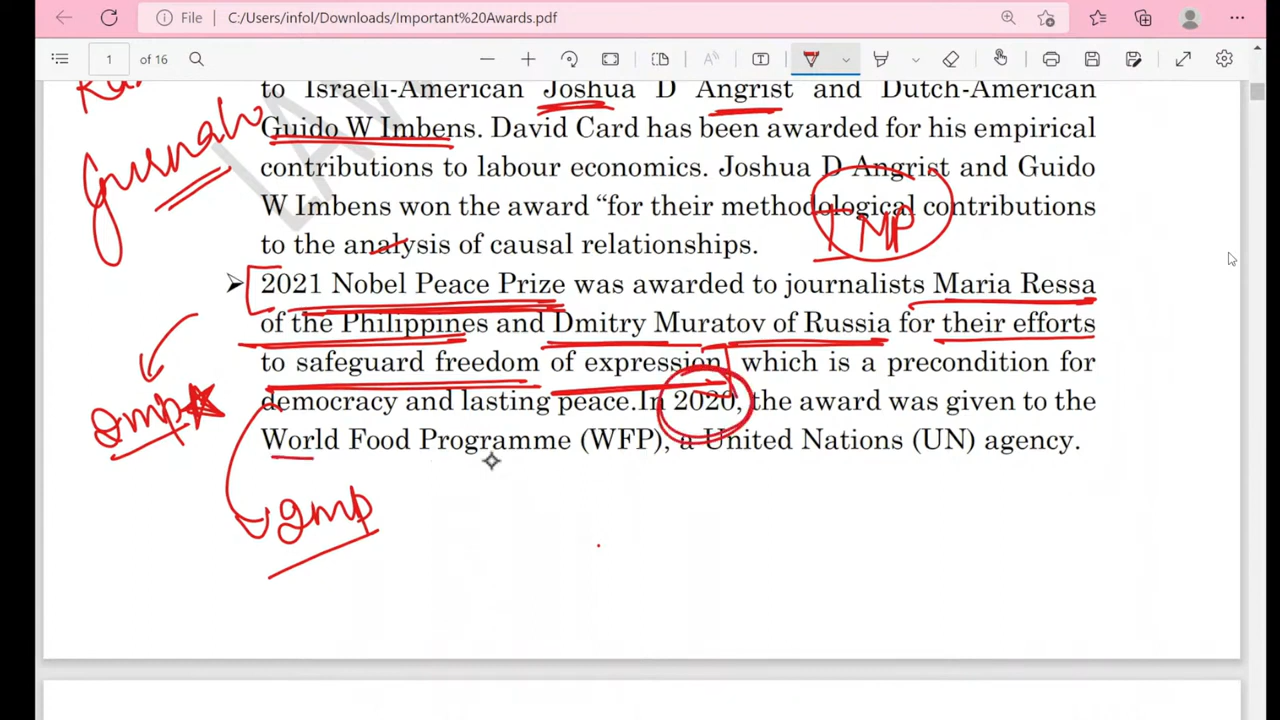 File C:/Users/infol/Downloads/Important%20Awards.pdf
1 of 16
to Israeli-American Joshua D Angrist and Dutch-American
Gurnah
Guido W Imbens. David Card has been awarded for his empirical
contributions to labour economics. Joshua D Angrist and Guido
W Imbens won the award “for their methodological contributions
IMP
to the analysis of causal relationships.
➤ 2021 Nobel Peace Prize was awarded to journalists Maria Ressa
of the Philippines and Dmitry Muratov of Russia for their efforts
to safeguard freedom of expression, which is a precondition for
Imp
democracy and lasting peace.In 2020, the award was given to the
World Food Programme (WFP), a United Nations (UN) agency.
Imp